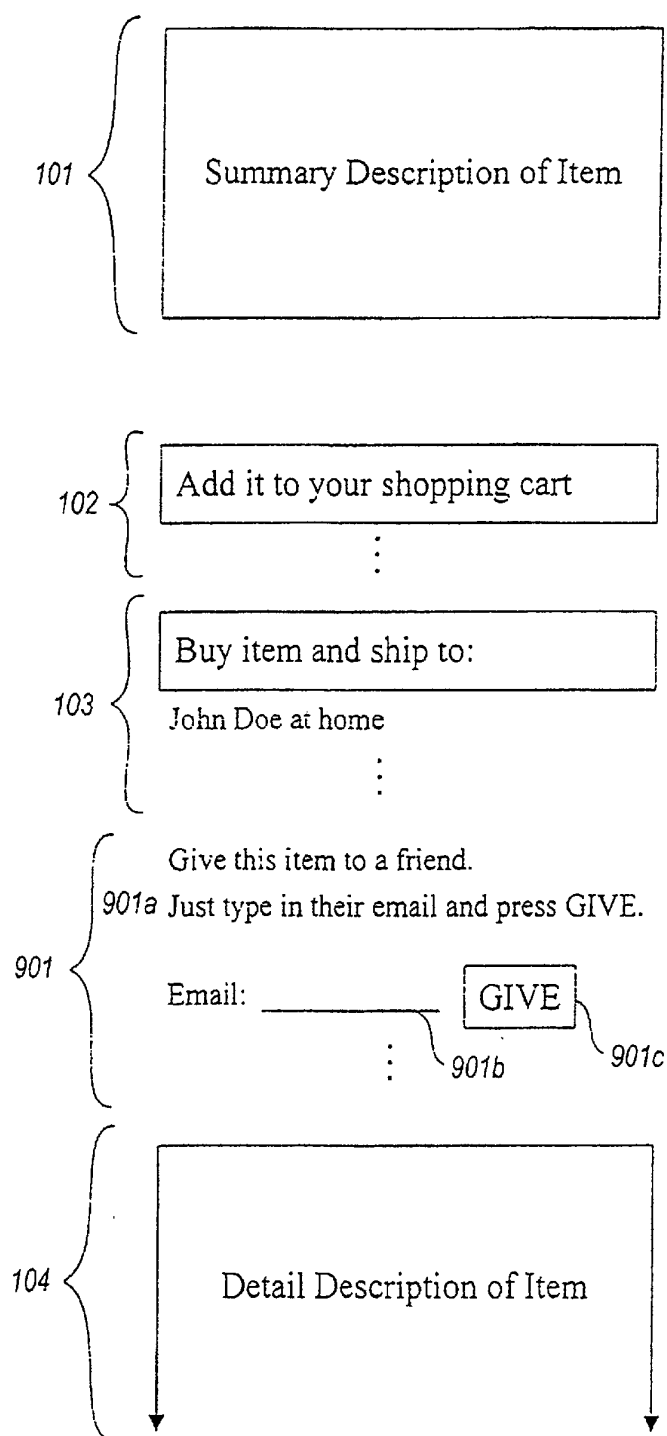 101
Summary Description of Item
102
Add it to your shopping cart
103
Buy item and ship to:
John Doe at home
901
Give this item to a friend.
901a Just type in their email and press GIVE.
Email: GIVE
901b
901c
104
Detail Description of Item